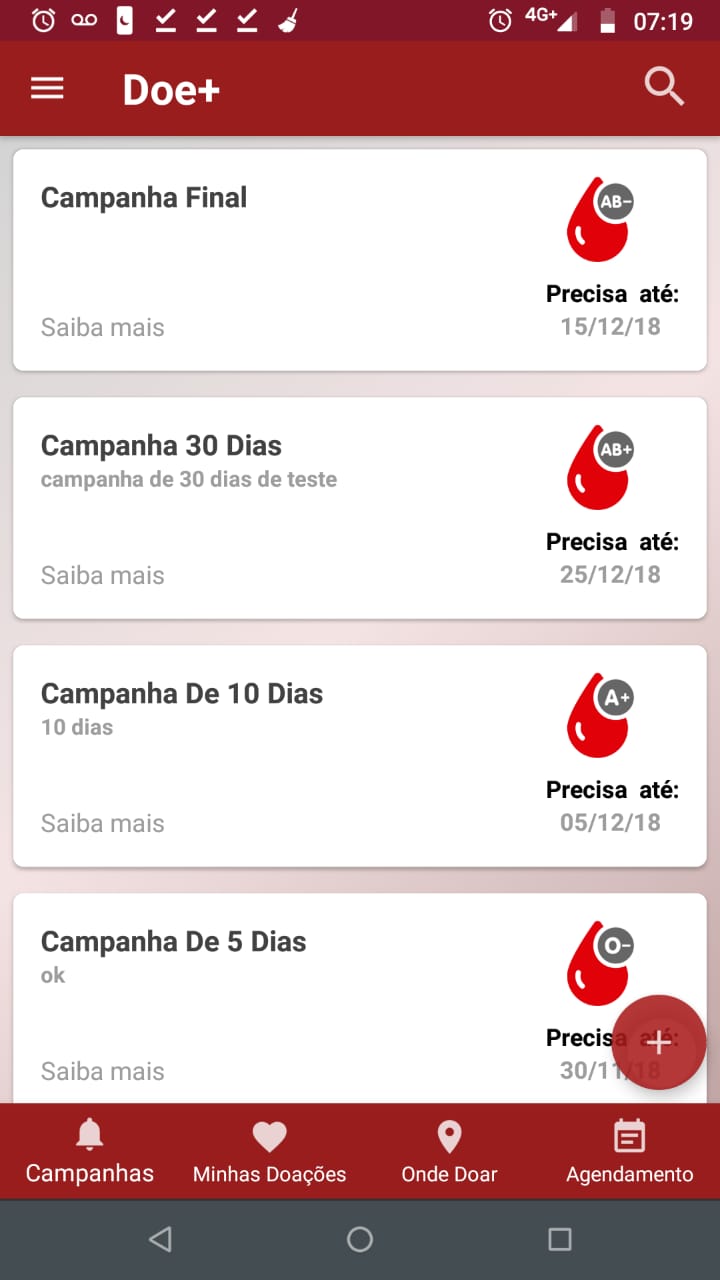 4G+ 07:19
Doe+
Campanha Final
AB-
Precisa até:
Saiba mais
15/12/18
Campanha 30 Dias
AB+
campanha de 30 dias de teste
Precisa até:
Saiba mais
25/12/18
Campanha De 10 Dias
A+
10 dias
Precisa até:
Saiba mais
05/12/18
Campanha De 5 Dias
O-
ok
Precisa até:
Saiba mais
30/11/18
Campanhas
Minhas Doações
Onde Doar
Agendamento